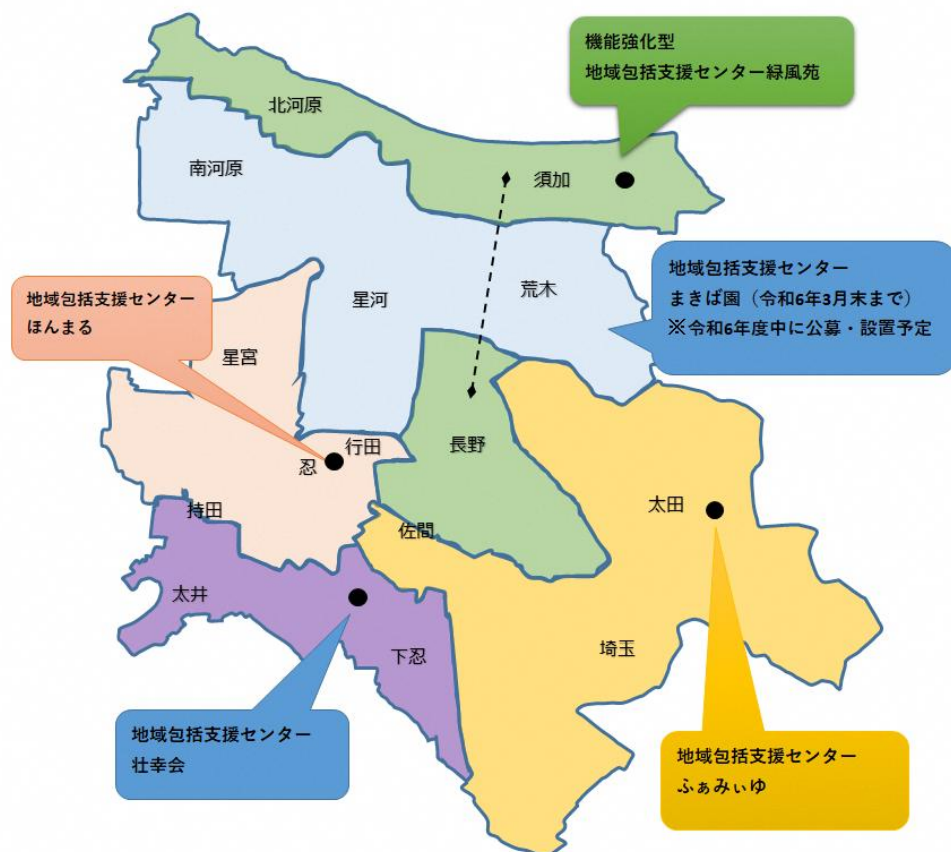 機能強化型
地域包括支援センター緑風苑
北河原
南河原
須加
地域包括支援センター
まきば園（令和6年3月末まで）
※令和6年度中に公募・設置予定
荒木
星河
地域包括支援センター
ほんまる
星宮
行田
忍
長野
持田
佐間
太田
太井
下忍
埼玉
地域包括支援センター
壮幸会
地域包括支援センター
ふぁみぃゆ